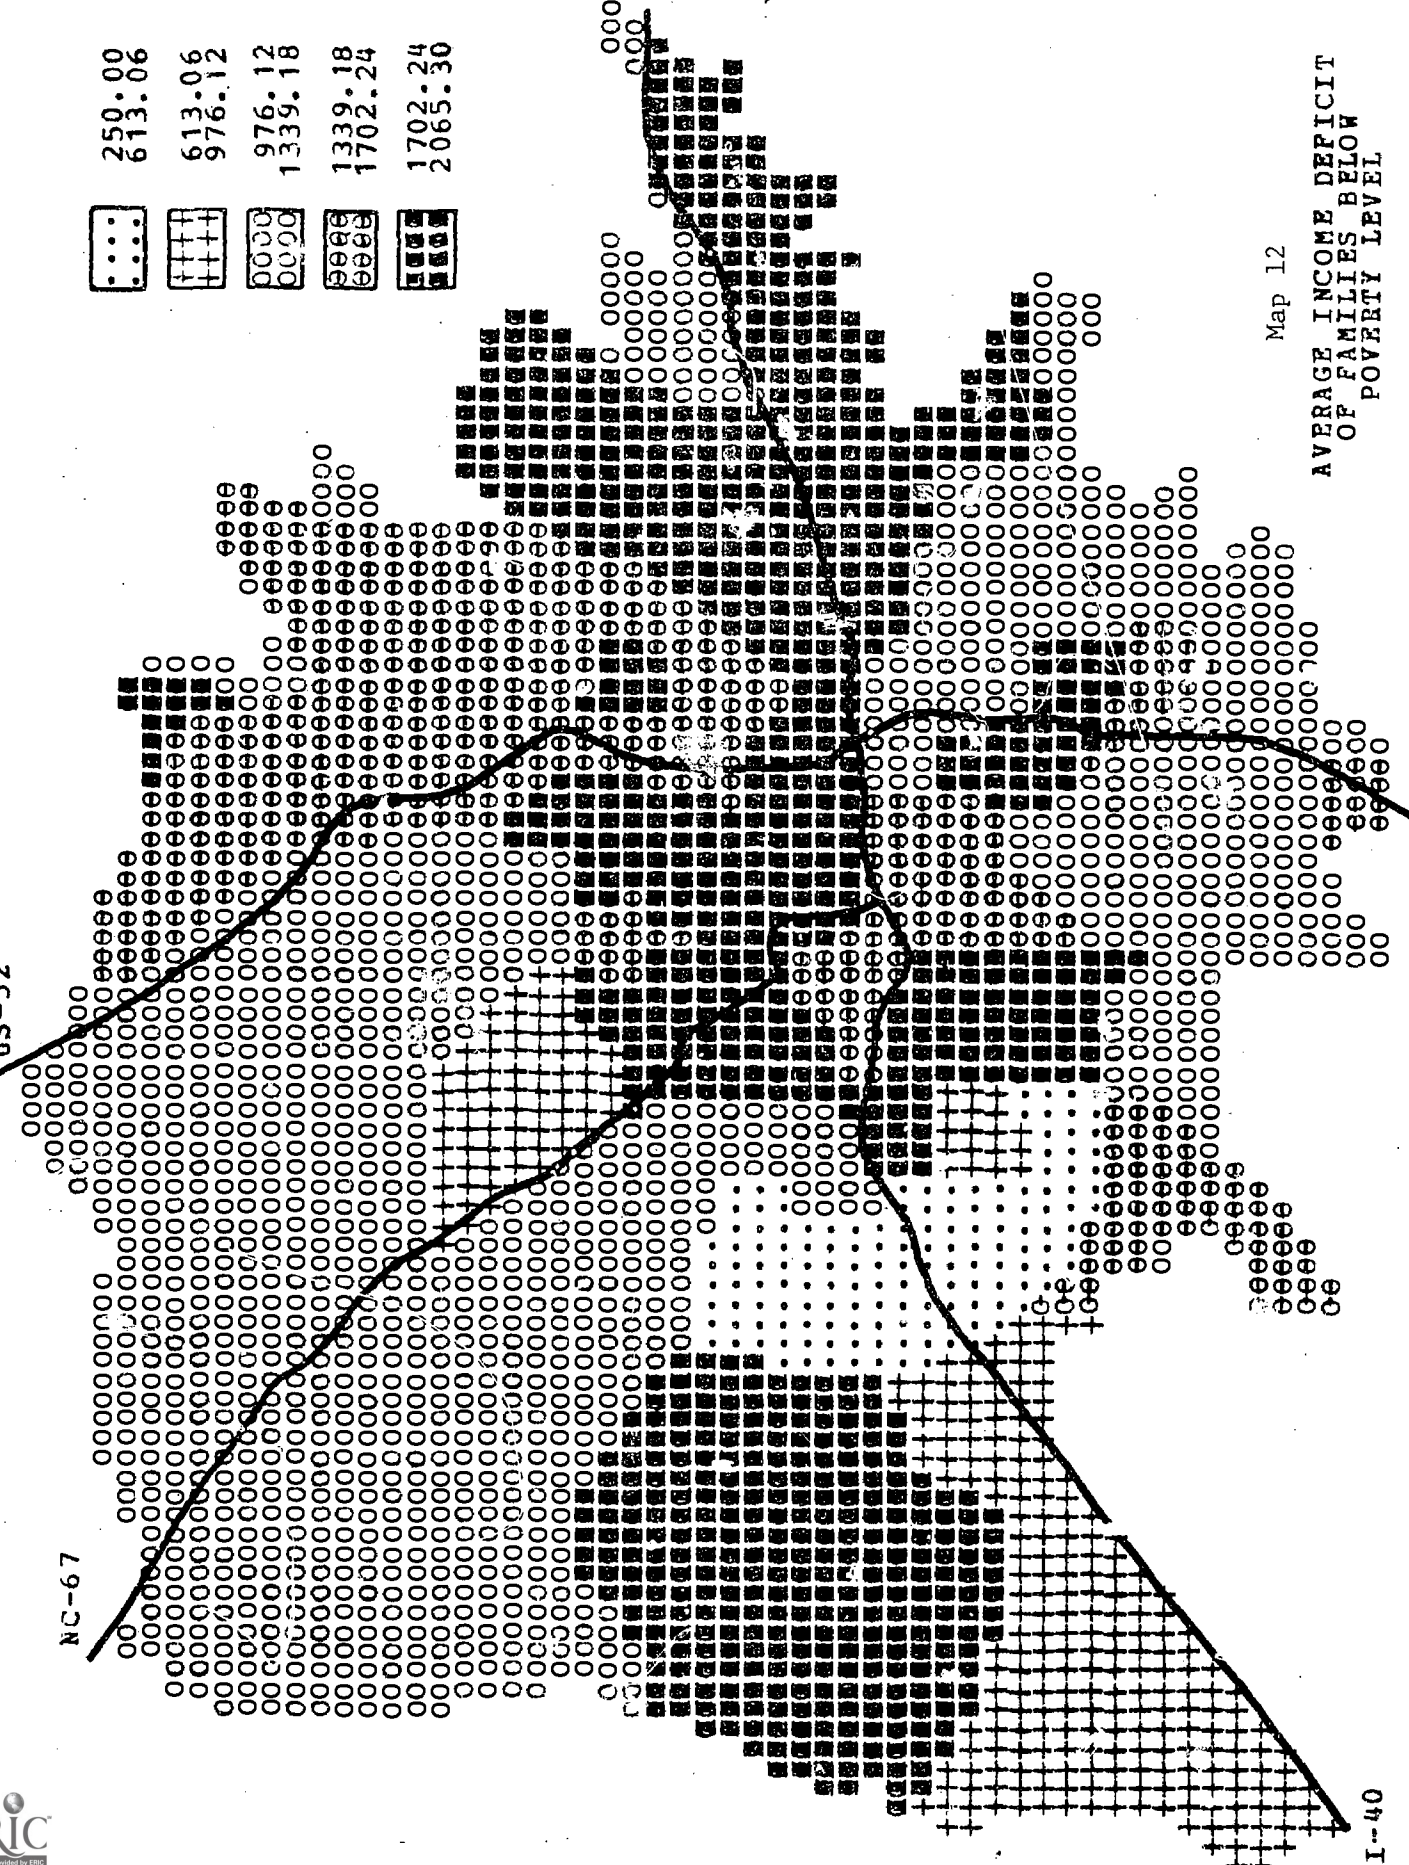 250.00
613.06
613.06
976.12
976.12
1339.18
1339.18
1702.24
1702.24
2065.30
NC-67
I-40
Map 12
AVERAGE INCOME DEFICIT
OF FAMILIES BELOW
POVERTY LEVEL